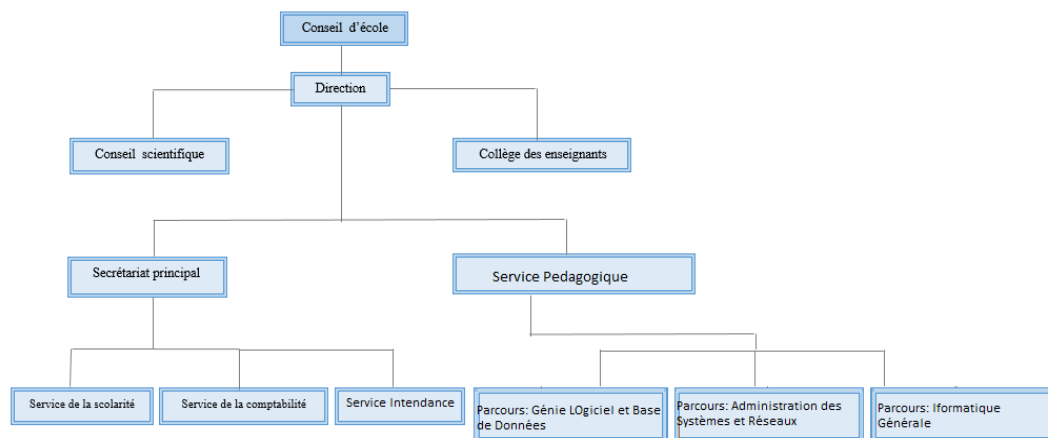 Conseil d'école
Direction
Conseil scientifique
Collège des enseignants
Secrétariat principal
Service Pedagogique
Service de la scolarité
Service de la comptabilité
Service Intendance
Parcours: Génie LOgiciel et Base
de Données
Parcours: Administration des
Systèmes et Réseaux
Parcours: Iformatique
Générale